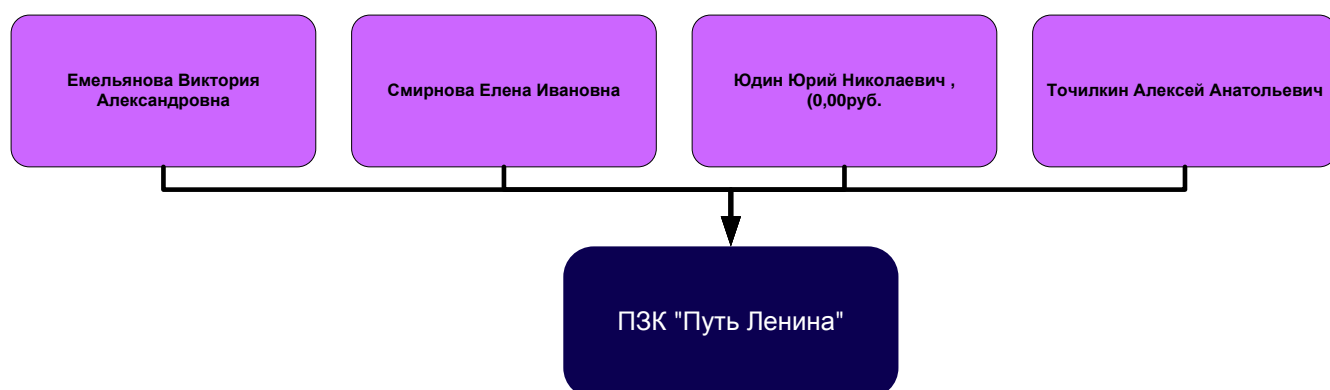 Емельянова Виктория
Александровна
Смирнова Елена Ивановна
Юдин Юрий Николаевич ,
(0,00руб.
Точилкин Алексей Анатольевич
ПЗК "Путь Ленина"